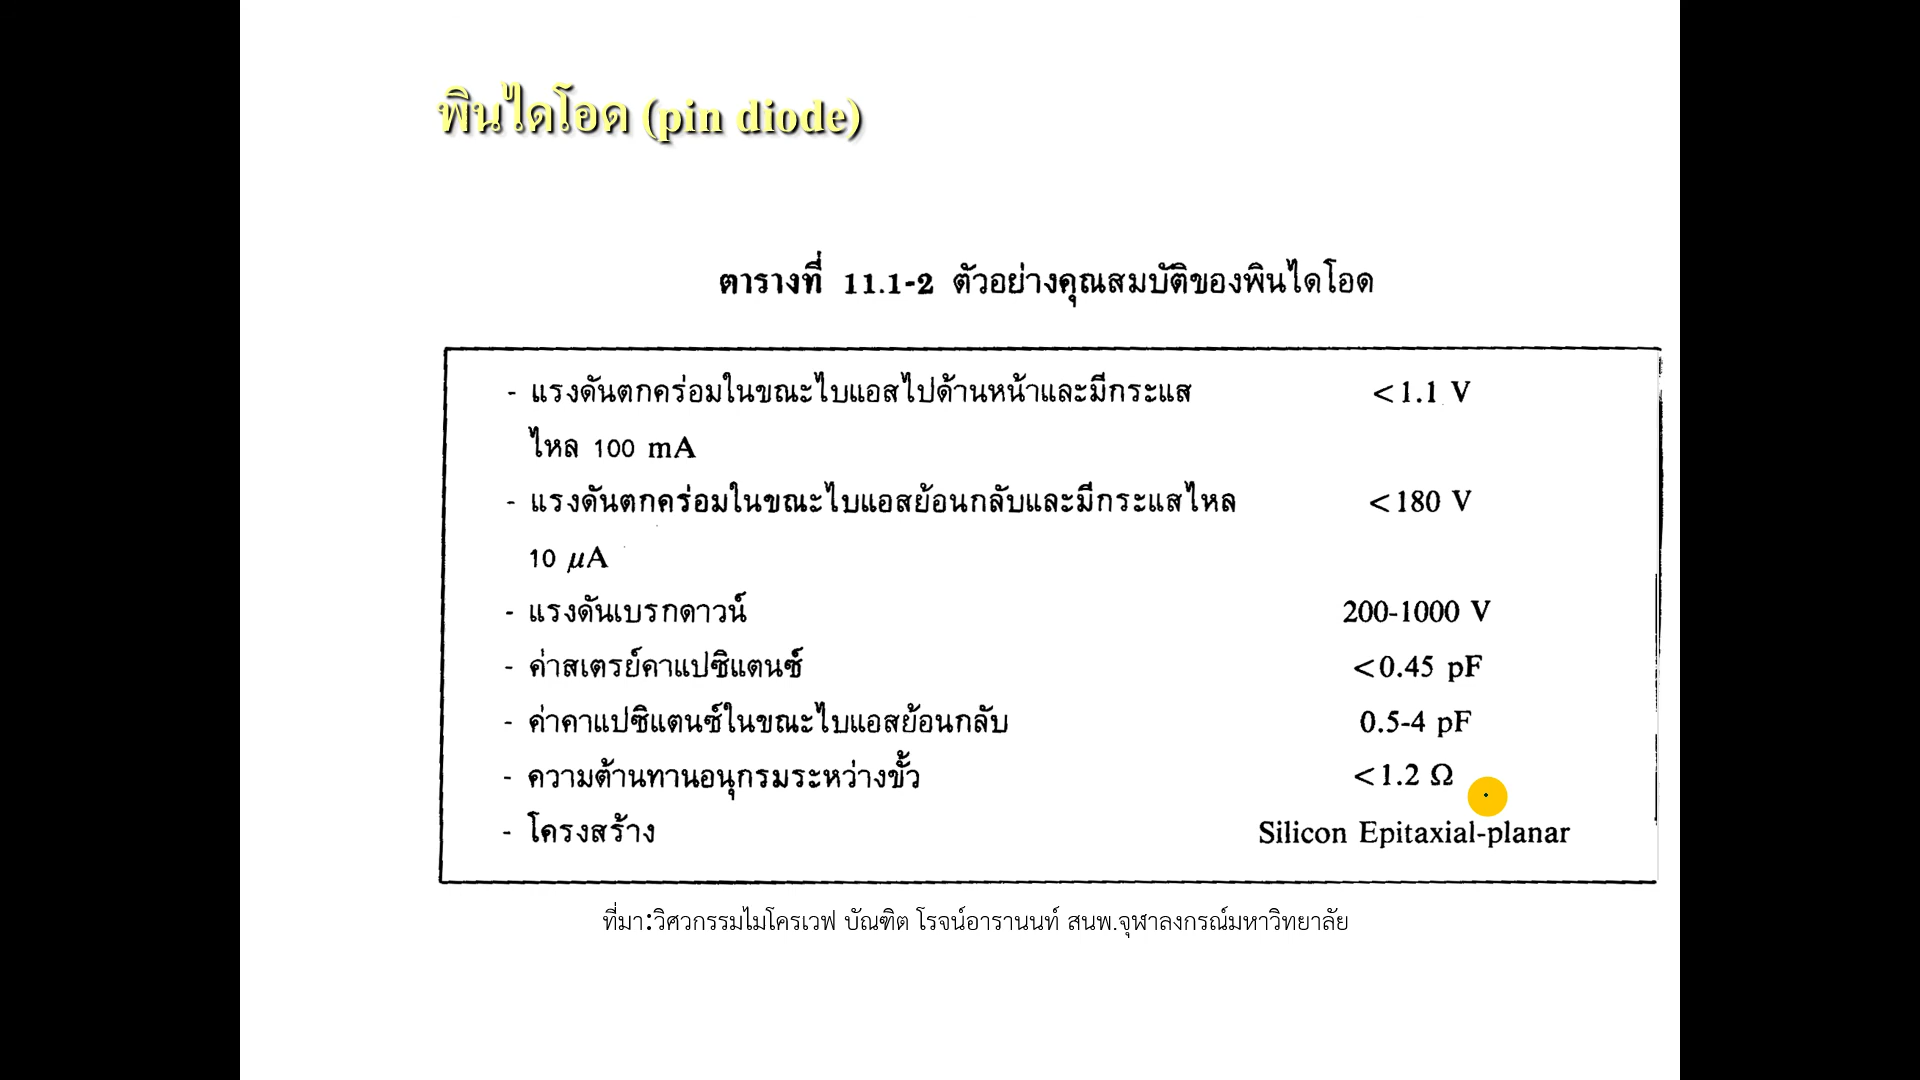 พินไดโอด (pin diode)
ตารางที่ 11.1-2 ตัวอย่างคุณสมบัติของพินไดโอด
- แรงดันตกคร่อมในขณะไบแอสไปด้านหน้าและมีกระแส <1.1 V
ไหล 100 mA
- แรงดันตกคร่อมในขณะไบแอสย้อนกลับและมีกระแสไหล <180 V
10 µA
- แรงดันเบรกดาวน์ 200-1000 V
- ค่าสเตรย์คาแปซิแตนซ์ <0.45 pF
- ค่าคาแปซิแตนซ์ในขณะไบแอสย้อนกลับ 0.5-4 pF
- ความต้านทานอนุกรมระหว่างขั้ว <1.2 Ω
- โครงสร้าง Silicon Epitaxial-planar
ที่มา:วิศวกรรมไมโครเวฟ บัณฑิต โรจน์อารานนท์ สนพ.จุฬาลงกรณ์มหาวิทยาลัย